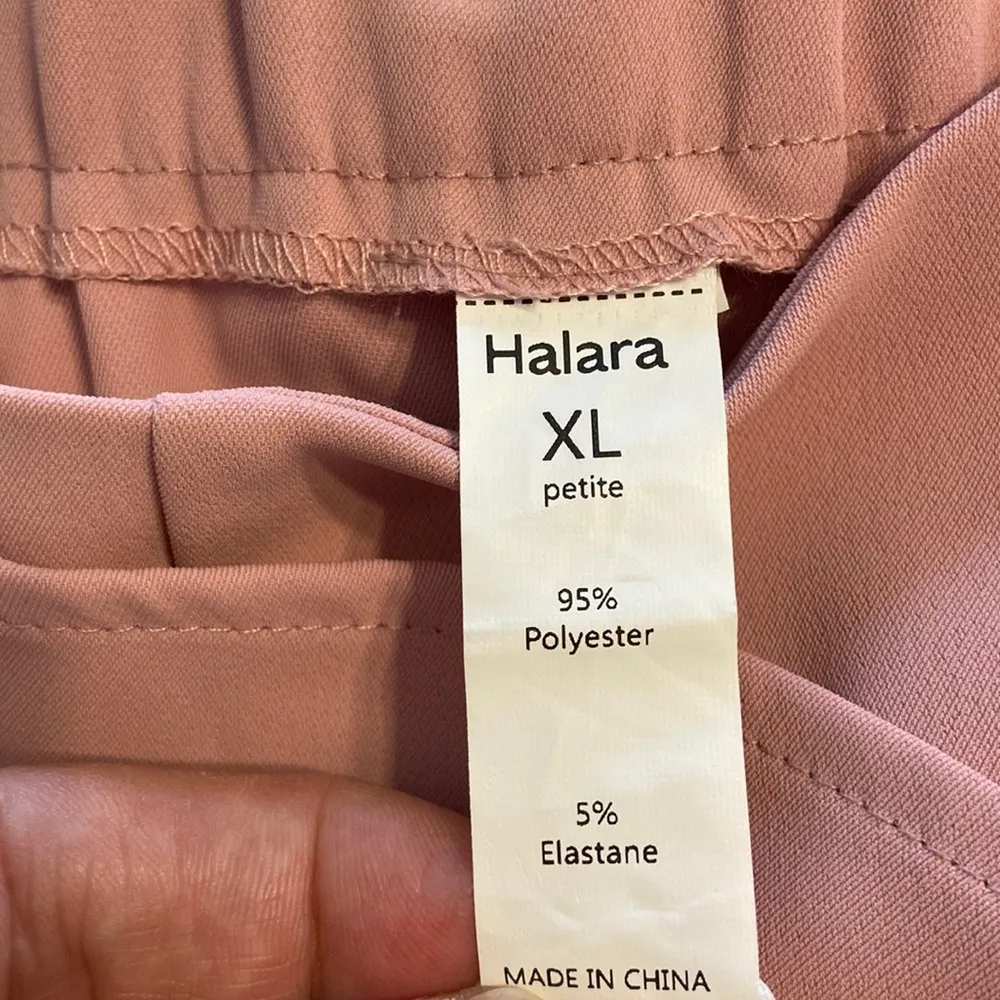 Halara
XL
petite
95%
Polyester
5%
Elastane
MADE IN CHINA